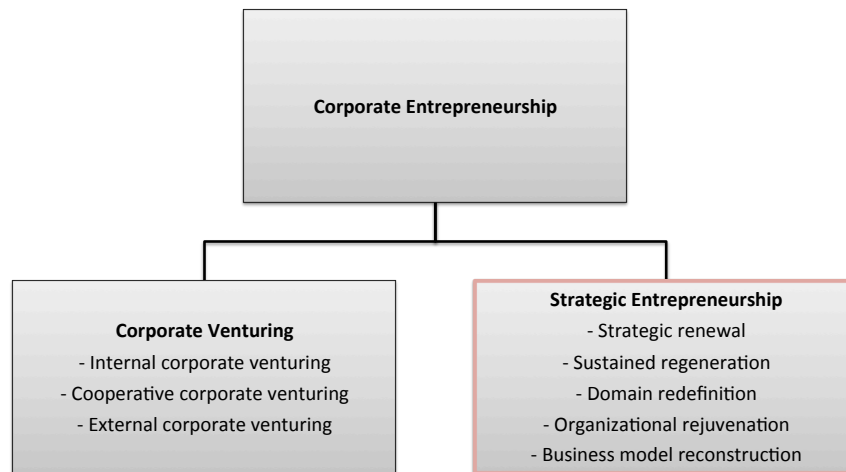 Corporate Entrepreneurship
Corporate Venturing
- Internal corporate venturing
- Cooperative corporate venturing
- External corporate venturing
Strategic Entrepreneurship
- Strategic renewal
- Sustained regeneration
- Domain redefinition
- Organizational rejuvenation
- Business model reconstruction